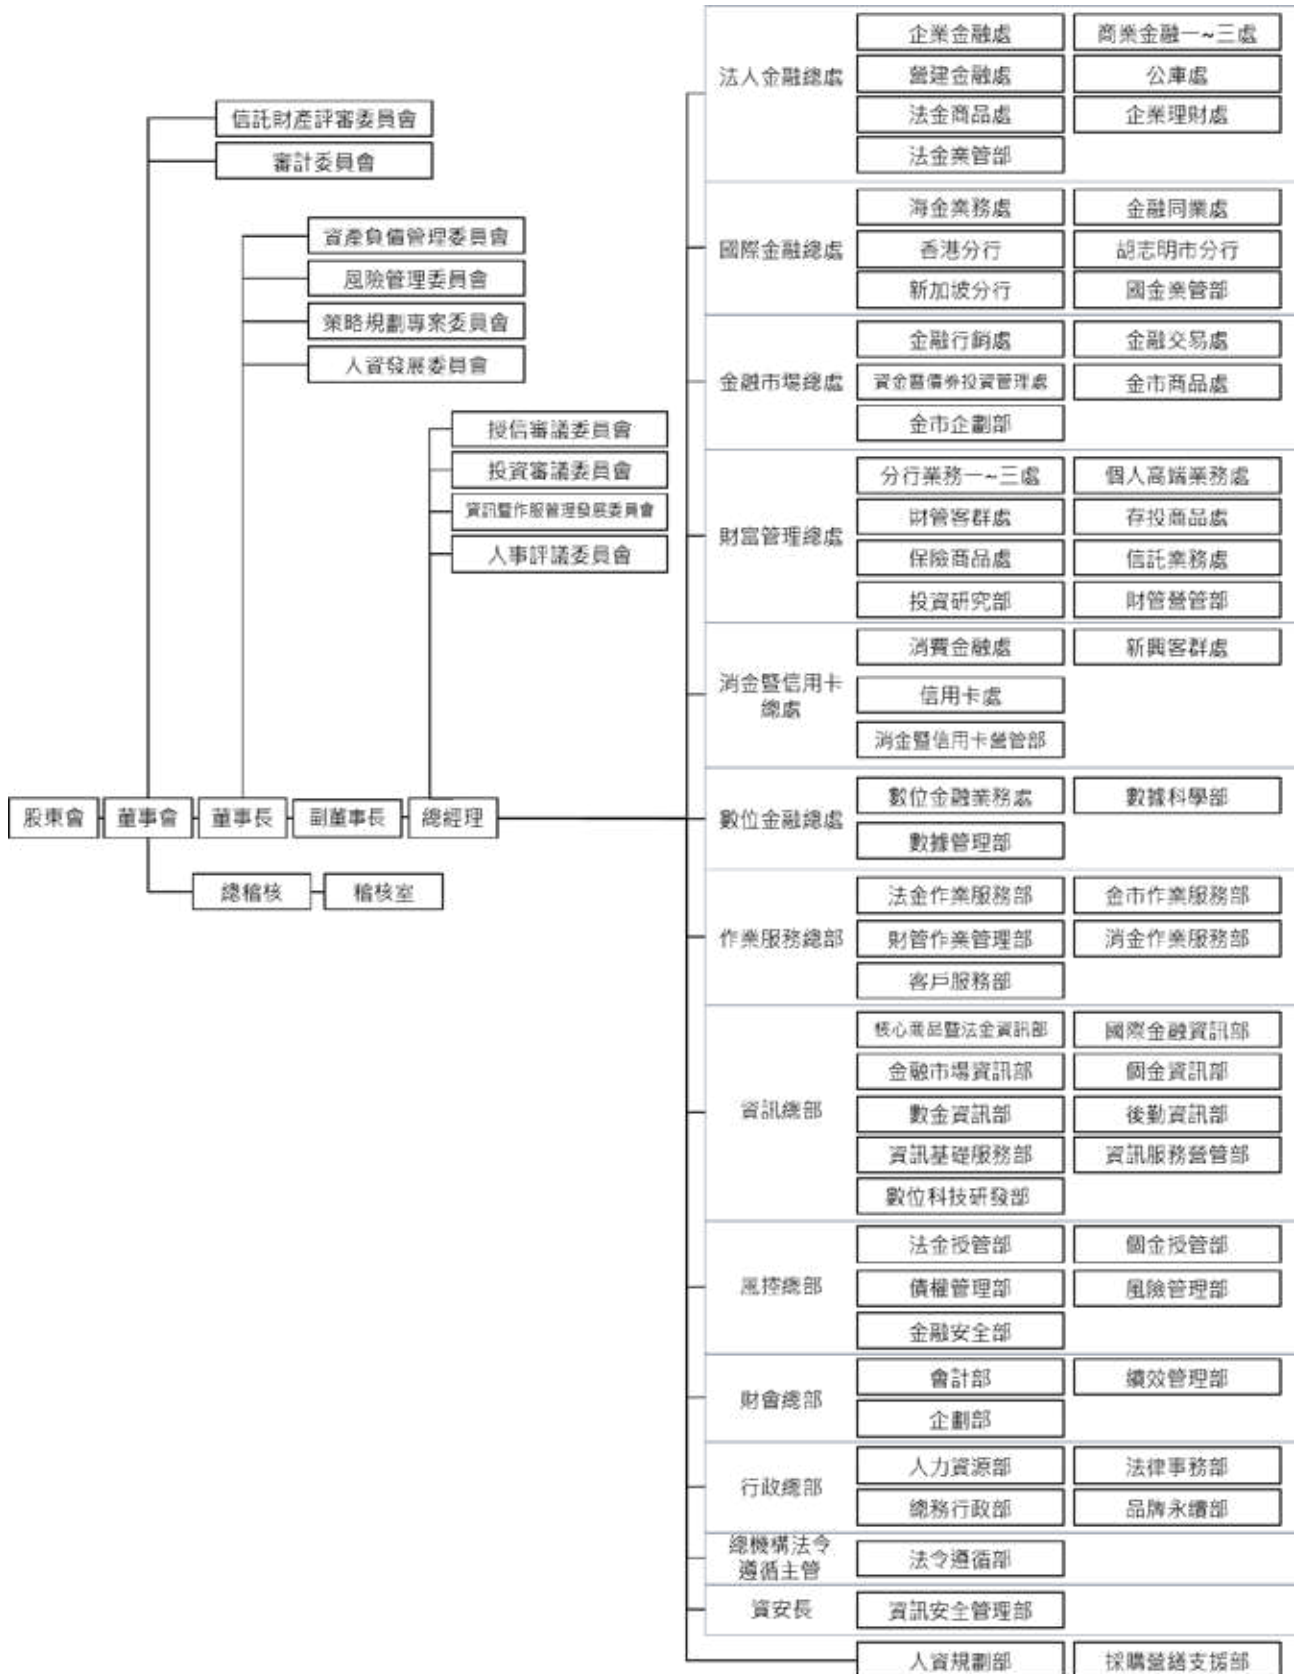 信託財產評審委員會
審計委員會
資產負債管理委員會
風險管理委員會
策略規劃專案委員會
人資發展委員會
授信審議委員會
投資審議委員會
資訊暨作服管理發展委員會
人事評議委員會
股東會 董事會 董事長 副董事長 總經理
總稽核 稽核室
法人金融總處
企業金融處 商業金融一~三處
營建金融處 公庫處
法金商品處 企業理財處
法金業管部
國際金融總處
海金業務處 金融同業處
香港分行 胡志明市分行
新加坡分行 國金業管部
金融市場總處
金融行銷處 金融交易處
資金暨債券投資管理處 金市商品處
金市企劃部
財富管理總處
分行業務一~三處 個人高端業務處
財管客群處 存投商品處
保險商品處 信託業務處
投資研究部 財管營管部
消金暨信用卡
總處
消費金融處 新興客群處
信用卡處
消金暨信用卡營管部
數位金融總處
數位金融業務處 數據科學部
數據管理部
作業服務總部
法金作業服務部 金市作業服務部
財管作業管理部 消金作業服務部
客戶服務部
資訊總部
核心商品暨法金資訊部 國際金融資訊部
金融市場資訊部 個金資訊部
數金資訊部 後勤資訊部
資訊基礎服務部 資訊服務營管部
數位科技研發部
風控總部
法金授管部 個金授管部
債權管理部 風險管理部
金融安全部
財會總部
會計部 績效管理部
企劃部
行政總部
人力資源部 法律事務部
總務行政部 品牌永續部
總機構法令
遵循主管
法令遵循部
資安長
資訊安全管理部
人資規劃部 採購營繕支援部